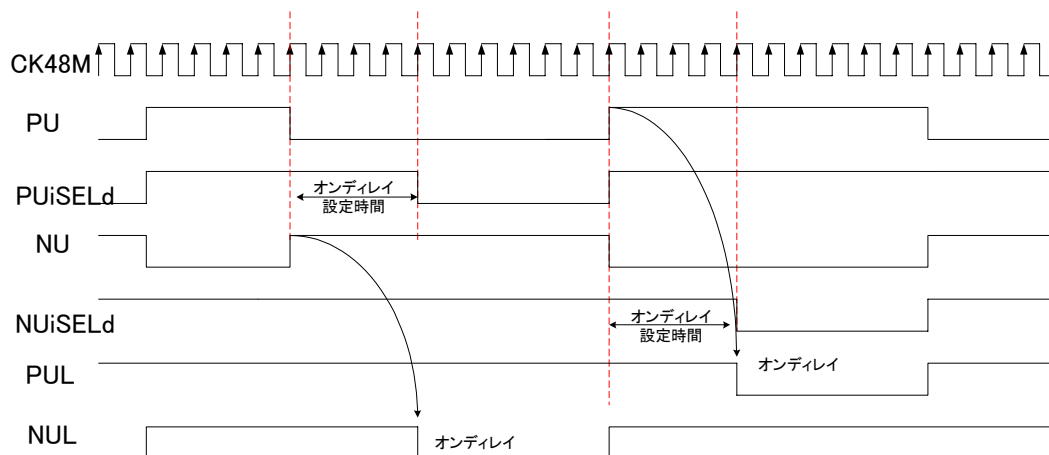 CK48M
PU
PUiSELd
オンディレイ
設定時間
NU
NUiSELd
オンディレイ
設定時間
PUL
オンディレイ
NUL
オンディレイ